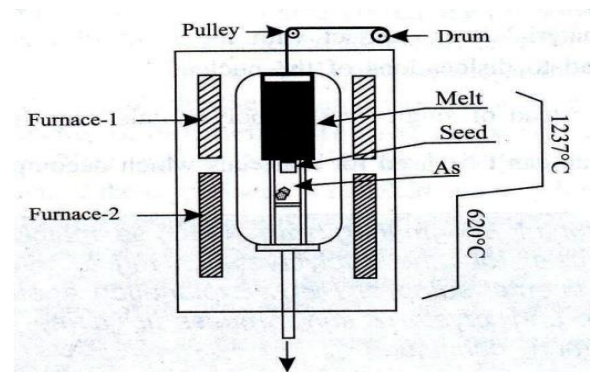 Pulley
Drum
Furnace-1
Melt
Seed
As
Furnace-2
1237°C
620°C